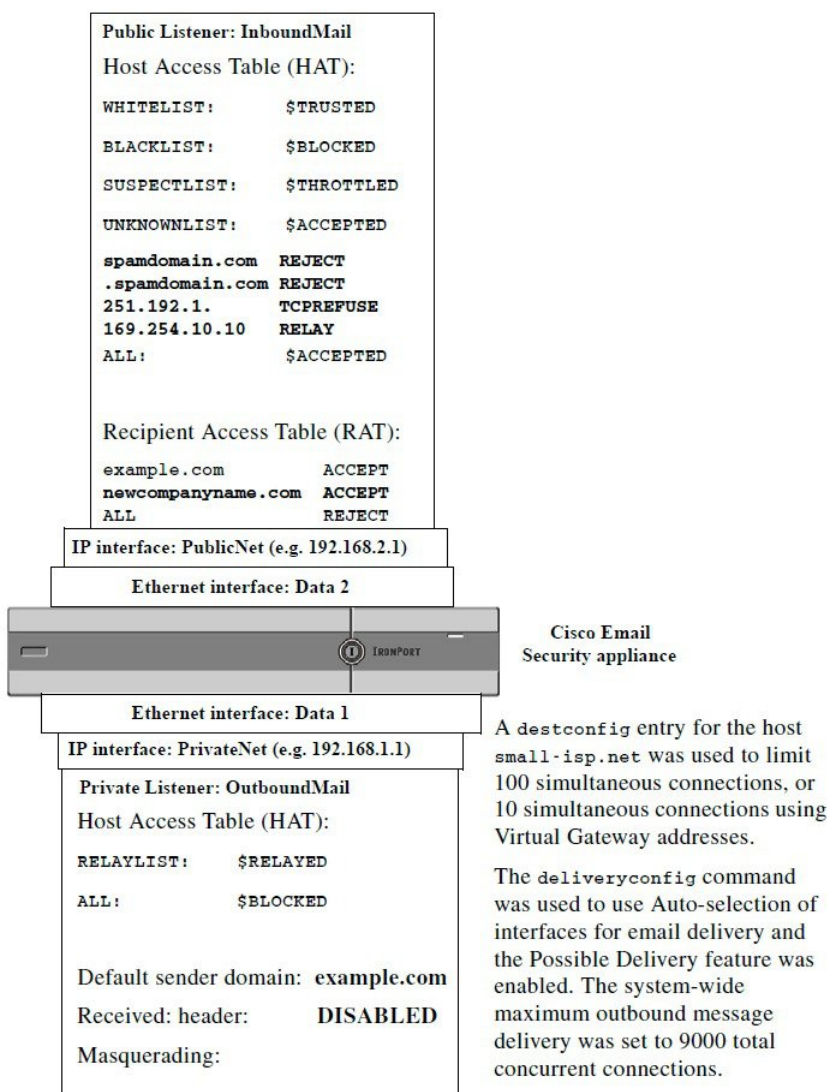 Public Listener: InboundMail
Host Access Table (HAT):
WHITELIST: $TRUSTED
BLACKLIST: $BLOCKED
SUSPECTLIST: $THROTTLED
UNKNOWNLIST: $ACCEPTED
spamdomain.com REJECT
.spamdomain.com REJECT
251.192.1. TCPREFUSE
169.254.10.10 RELAY
ALL: $ACCEPTED
Recipient Access Table (RAT):
example.com ACCEPT
newcompanyname.com ACCEPT
ALL REJECT
IP interface: PublicNet (e.g. 192.168.2.1)
Ethernet interface: Data 2
IRONPORT
Cisco Email
Security appliance
Ethernet interface: Data 1
IP interface: PrivateNet (e.g. 192.168.1.1)
Private Listener: OutboundMail
Host Access Table (HAT):
RELAYLIST: $RELAYED
ALL: $BLOCKED
Default sender domain: example.com
Received: header: DISABLED
Masquerading:
A destconfig entry for the host
small-isp.net was used to limit
100 simultaneous connections, or
10 simultaneous connections using
Virtual Gateway addresses.
The deliveryconfig command
was used to use Auto-selection of
interfaces for email delivery and
the Possible Delivery feature was
enabled. The system-wide
maximum outbound message
delivery was set to 9000 total
concurrent connections.